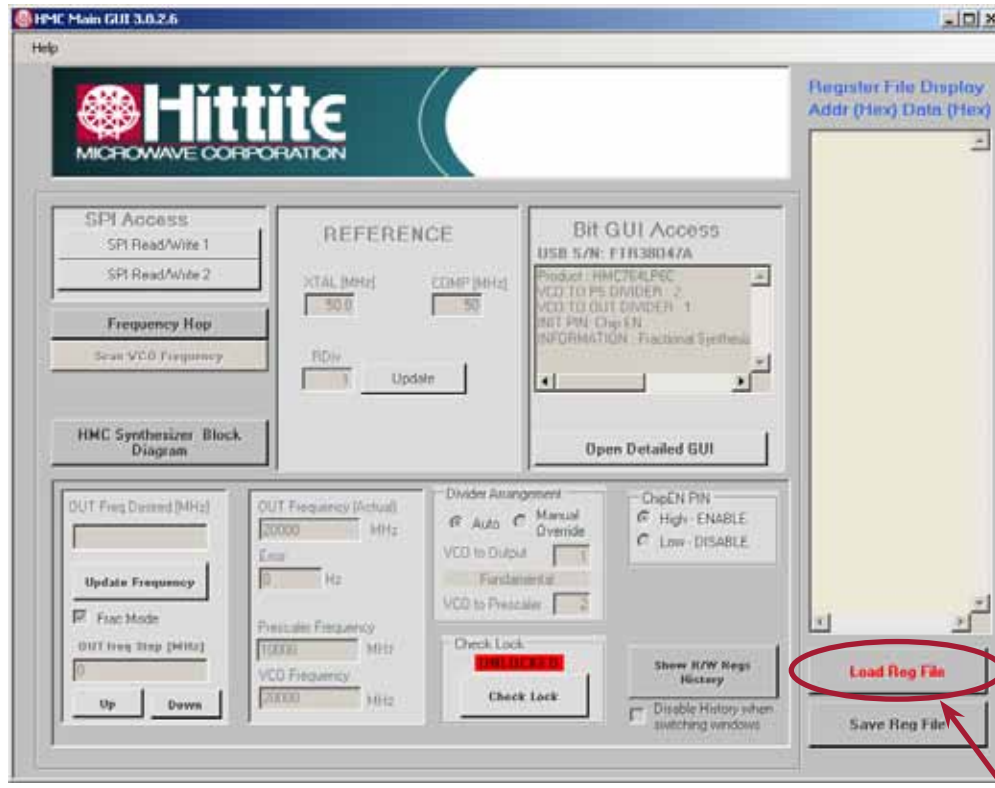 HMC Main GUI 3.0.2.6
Help
Hittite
MICROWAVE CORPORATION
Register File Display
Addr (Hex) Data (Hex)
SPI Access
SPI Read/Write 1
SPI Read/Write 2
Frequency Hop
Scan VCO Frequency
HMC Synthesizer Block
Diagram
REFERENCE
XTAL [MHz]
COMP [MHz]
50.0
50
RDiv
1
Update
Bit GUI Access
USB S/N: FTR38D47A
Product : HMC764LP6C
VCO TO PS DIVIDER : 2
VCO TO OUT DIVIDER : 1
INIT PIN: Chip EN
INFORMATION : Fractional Synthesiz
Open Detailed GUI
OUT Freq Desired [MHz]
Update Frequency
Frac Mode
OUT freq Step [MHz]
0
Up
Down
OUT Frequency (Actual)
20000 MHz
Error
0 Hz
Prescaler Frequency
10000 MHz
VCO Frequency
20000 MHz
Divider Arrangement
Auto
Manual
Override
VCO to Output 1
Fundamental
VCO to Prescaler 2
Check Lock
UNLOCKED
Check Lock
ChipEN PIN
High - ENABLE
Low - DISABLE
Show R/W Regs
History
Disable History when
switching windows
Load Reg File
Save Reg File